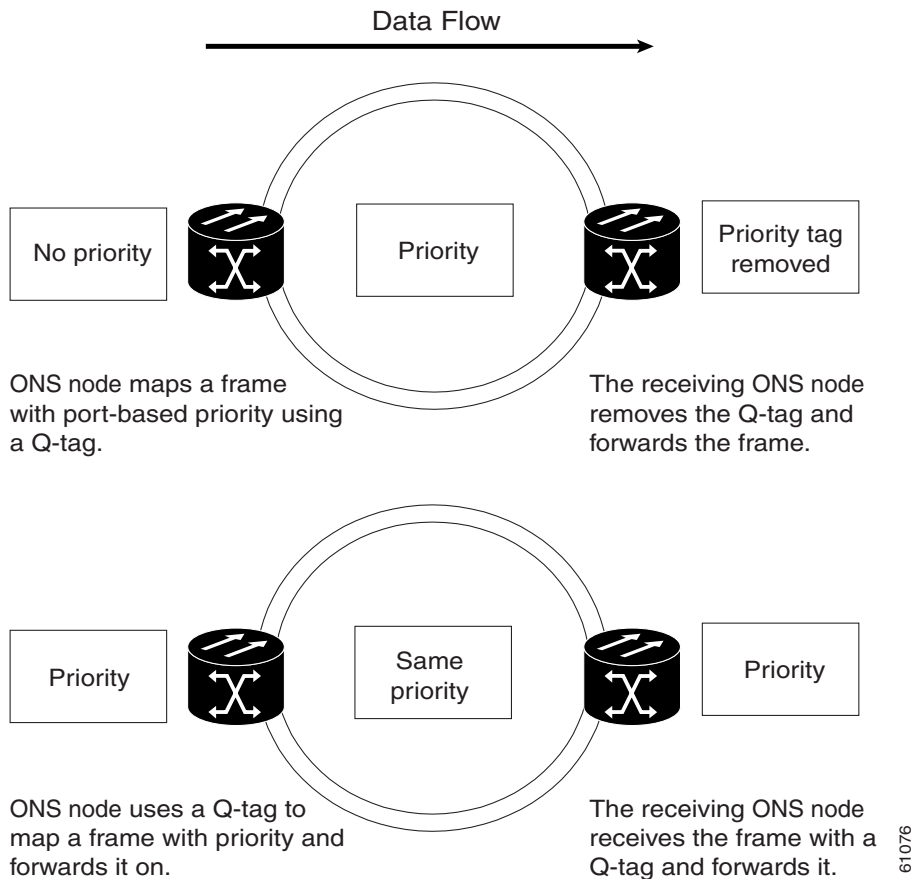 Data Flow
No priority
Priority
Priority tag
removed
ONS node maps a frame
with port-based priority using
a Q-tag.
The receiving ONS node
removes the Q-tag and
forwards the frame.
Priority
Same
priority
Priority
ONS node uses a Q-tag to
map a frame with priority and
forwards it on.
The receiving ONS node
receives the frame with a
Q-tag and forwards it.
61076